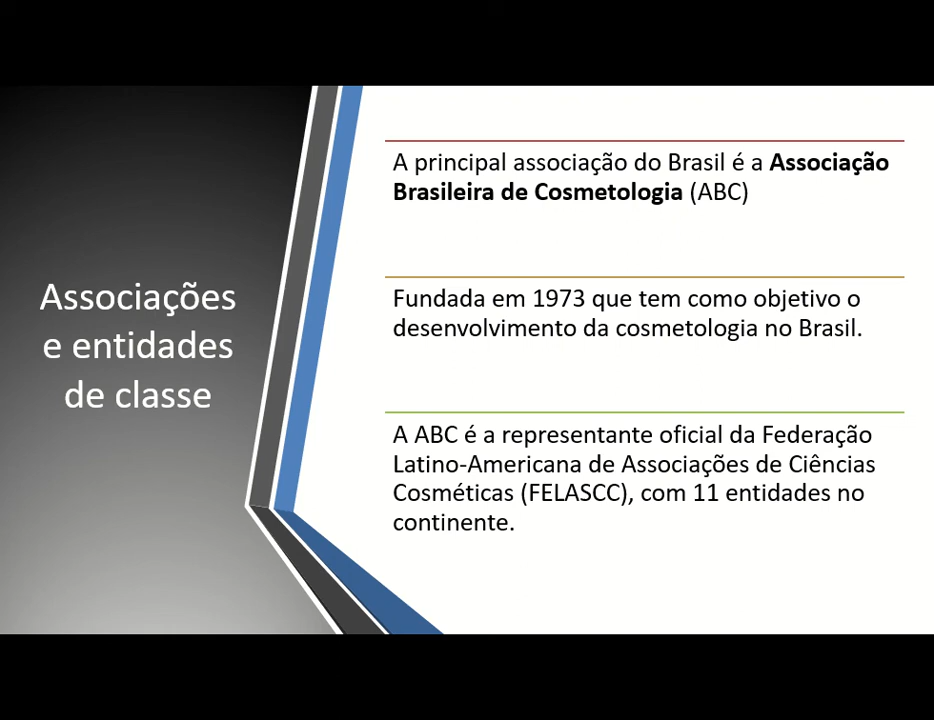 Associações
e entidades
de classe
A principal associação do Brasil é a Associação
Brasileira de Cosmetologia (ABC)
Fundada em 1973 que tem como objetivo o
desenvolvimento da cosmetologia no Brasil.
A ABC é a representante oficial da Federação
Latino-Americana de Associações de Ciências
Cosméticas (FELASCC), com 11 entidades no
continente.